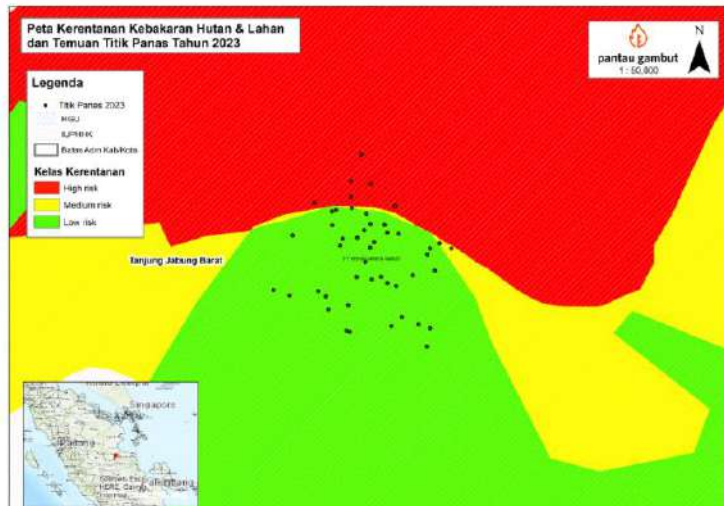 Peta Kerentanan Kebakaran Hutan & Lahan
dan Temuan Titik Panas Tahun 2023
pantau gambut
1 : 50,000
N
Legenda
Titik Panas 2023
HGU
IUPHHK
Batas Adm Kab/Kota
Kelas Kerentanan
High risk
Medium risk
Low risk
Tanjung Jabung Barat
Singapore
Padang
Palembang